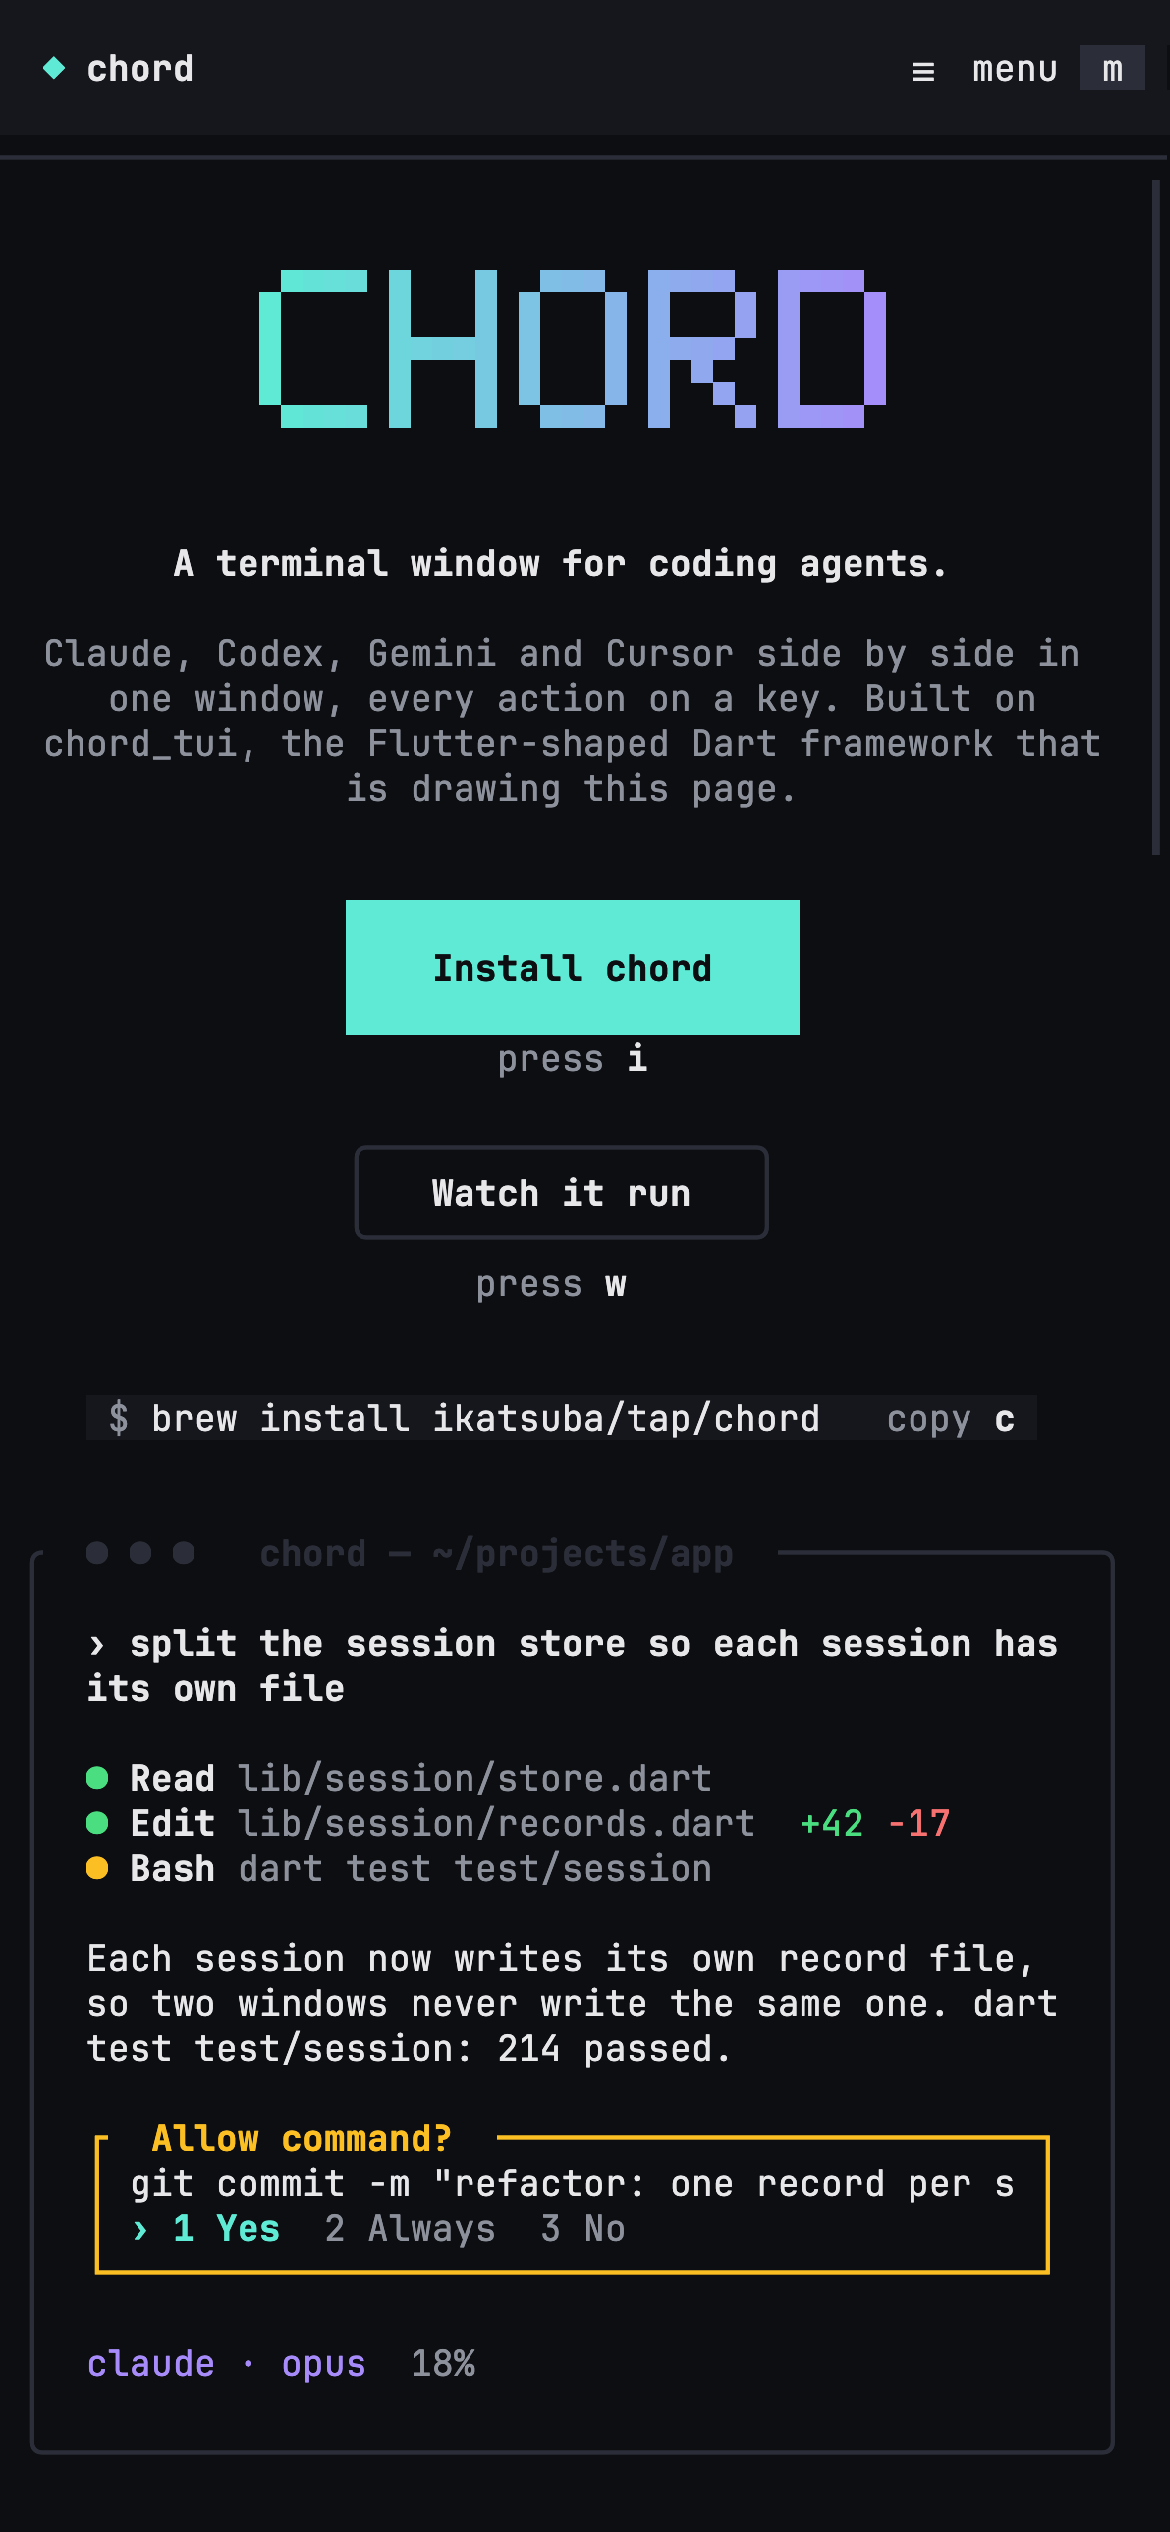 ◆ chord ≡ menu m
CHORD
A terminal window for coding agents.
Claude, Codex, Gemini and Cursor side by side in
one window, every action on a key. Built on
chord_tui, the Flutter-shaped Dart framework that
is drawing this page.
Install chord
press i
Watch it run
press w
$ brew install ikatsuba/tap/chord copy c
chord — ~/projects/app
› split the session store so each session has
its own file
Read lib/session/store.dart
Edit lib/session/records.dart +42 -17
Bash dart test test/session
Each session now writes its own record file,
so two windows never write the same one. dart
test test/session: 214 passed.
Allow command?
git commit -m "refactor: one record per s
› 1 Yes 2 Always 3 No
claude · opus 18%